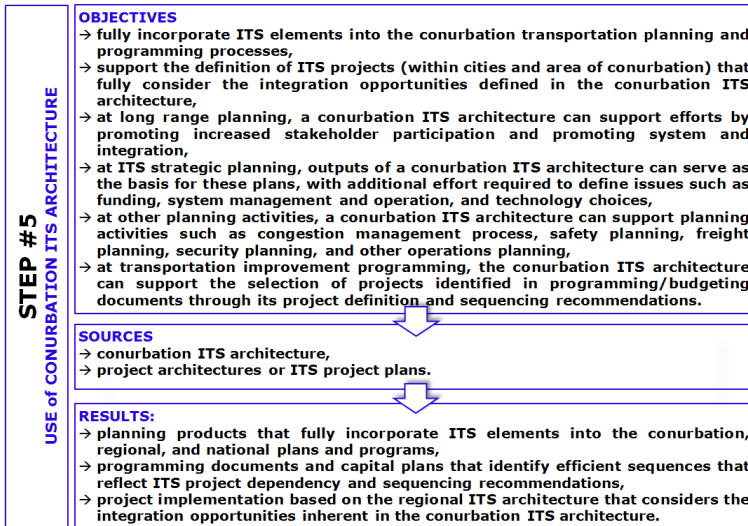 STEP #5
USE of CONURBATION ITS ARCHITECTURE
OBJECTIVES
→ fully incorporate ITS elements into the conurbation transportation planning and
programming processes,
→ support the definition of ITS projects (within cities and area of conurbation) that
fully consider the integration opportunities defined in the conurbation ITS
architecture,
→ at long range planning, a conurbation ITS architecture can support efforts by
promoting increased stakeholder participation and promoting system and
integration,
→ at ITS strategic planning, outputs of a conurbation ITS architecture can serve as
the basis for these plans, with additional effort required to define issues such as
funding, system management and operation, and technology choices,
→ at other planning activities, a conurbation ITS architecture can support planning
activities such as congestion management process, safety planning, freight
planning, security planning, and other operations planning,
→ at transportation improvement programming, the conurbation ITS architecture
can support the selection of projects identified in programming/budgeting
documents through its project definition and sequencing recommendations.
SOURCES
→ conurbation ITS architecture,
→ project architectures or ITS project plans.
RESULTS:
→ planning products that fully incorporate ITS elements into the conurbation,
regional, and national plans and programs,
→ programming documents and capital plans that identify efficient sequences that
reflect ITS project dependency and sequencing recommendations,
→ project implementation based on the regional ITS architecture that considers the
integration opportunities inherent in the conurbation ITS architecture.